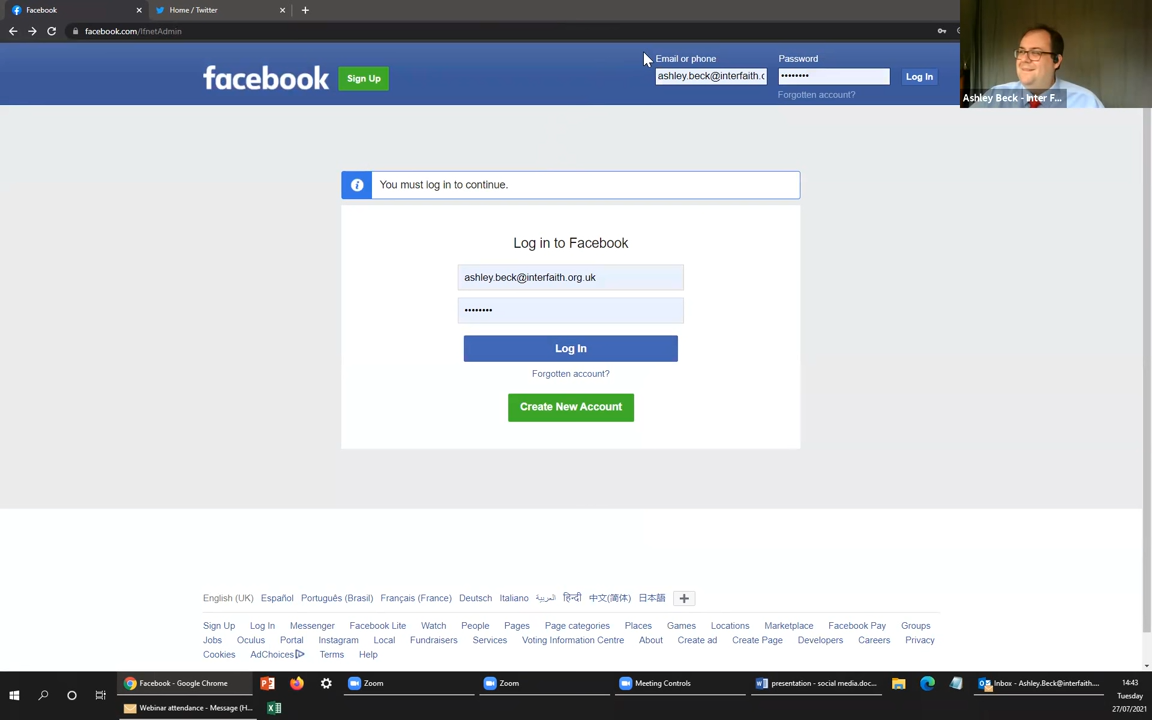 Facebook
Home / Twitter
facebook.com/IfnetAdmin
facebook
Sign Up
Email or phone
Password
ashley.beck@interfaith.c
••••••••
Log In
Forgotten account?
Ashley Beck - Inter F...
You must log in to continue.
Log in to Facebook
ashley.beck@interfaith.org.uk
••••••••
Log In
Forgotten account?
Create New Account
English (UK) Español Português (Brasil) Français (France) Deutsch Italiano العربية हिन्दी 中文(简体) 日本語
Sign Up Log In Messenger Facebook Lite Watch People Pages Page categories Places Games Locations Marketplace Facebook Pay Groups
Jobs Oculus Portal Instagram Local Fundraisers Services Voting Information Centre About Create ad Create Page Developers Careers Privacy
Cookies AdChoices Terms Help
Facebook - Google Chrome
Zoom
Zoom
Meeting Controls
presentation - social media.doc...
Inbox - Ashley.Beck@interfaith....
14:43
Tuesday
27/07/2021
Webinar attendance - Message (H...